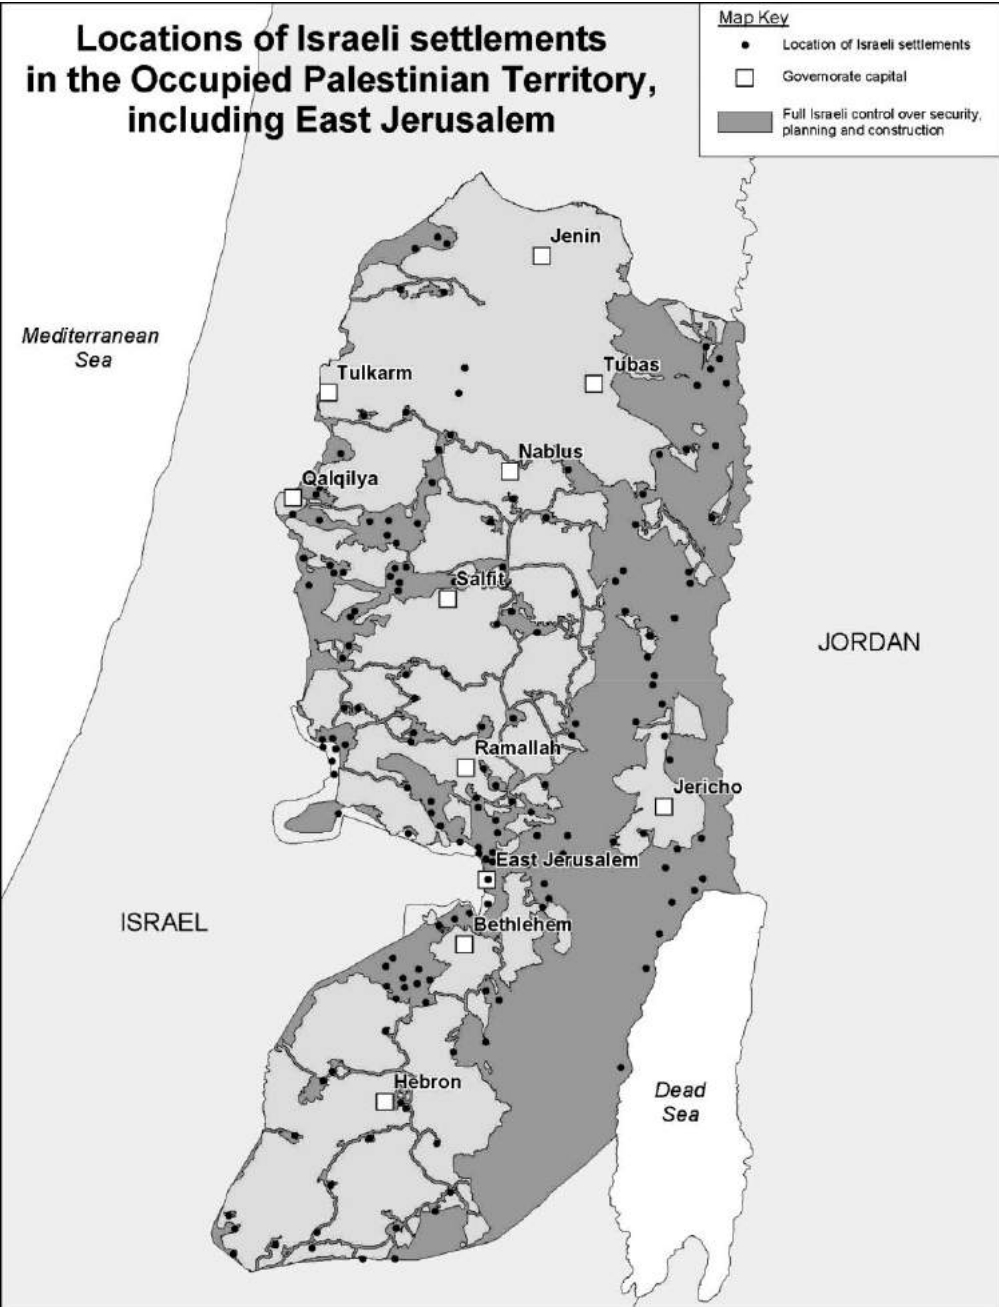 Locations of Israeli settlements
in the Occupied Palestinian Territory,
including East Jerusalem
Map Key
Location of Israeli settlements
Governorate capital
Full Israeli control over security,
planning and construction
Jenin
Mediterranean
Sea
Tulkarm
Tubas
Nablus
Qalqilya
Salfit
JORDAN
Ramallah
Jericho
East Jerusalem
ISRAEL
Bethlehem
Hebron
Dead
Sea